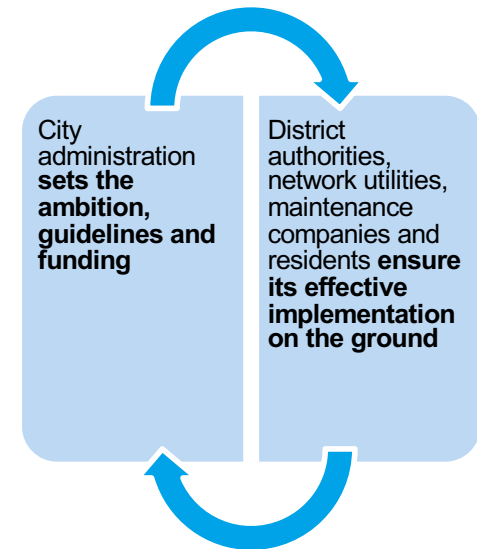 City
administration
sets the
ambition,
guidelines and
funding
District
authorities,
network utilities,
maintenance
companies and
residents ensure
its effective
implementation
on the ground